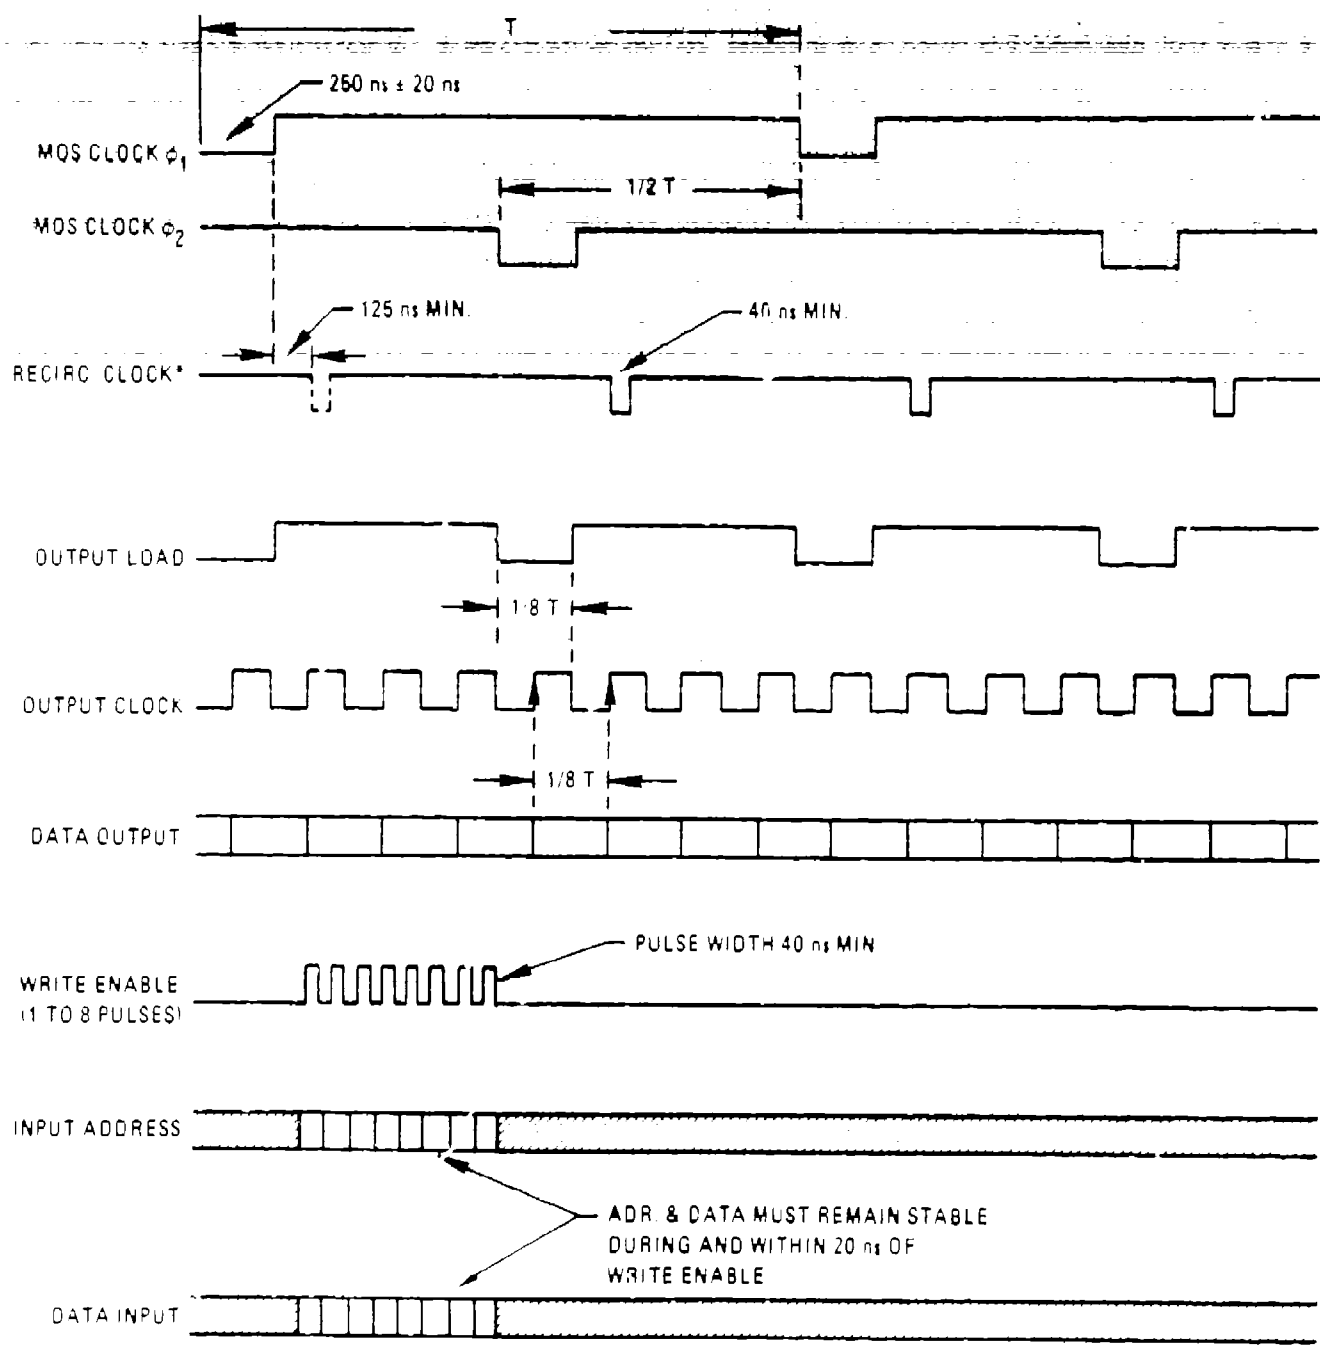 T
260 ns ± 20 ns
MOS CLOCK ϕ1
1/2 T
MOS CLOCK ϕ2
125 ns MIN.
40 ns MIN.
RECIRC CLOCK*
OUTPUT LOAD
1/8 T
OUTPUT CLOCK
1/8 T
DATA OUTPUT
PULSE WIDTH 40 ns MIN
WRITE ENABLE
(1 TO 8 PULSES)
INPUT ADDRESS
ADR. & DATA MUST REMAIN STABLE
DURING AND WITHIN 20 ns OF
WRITE ENABLE
DATA INPUT